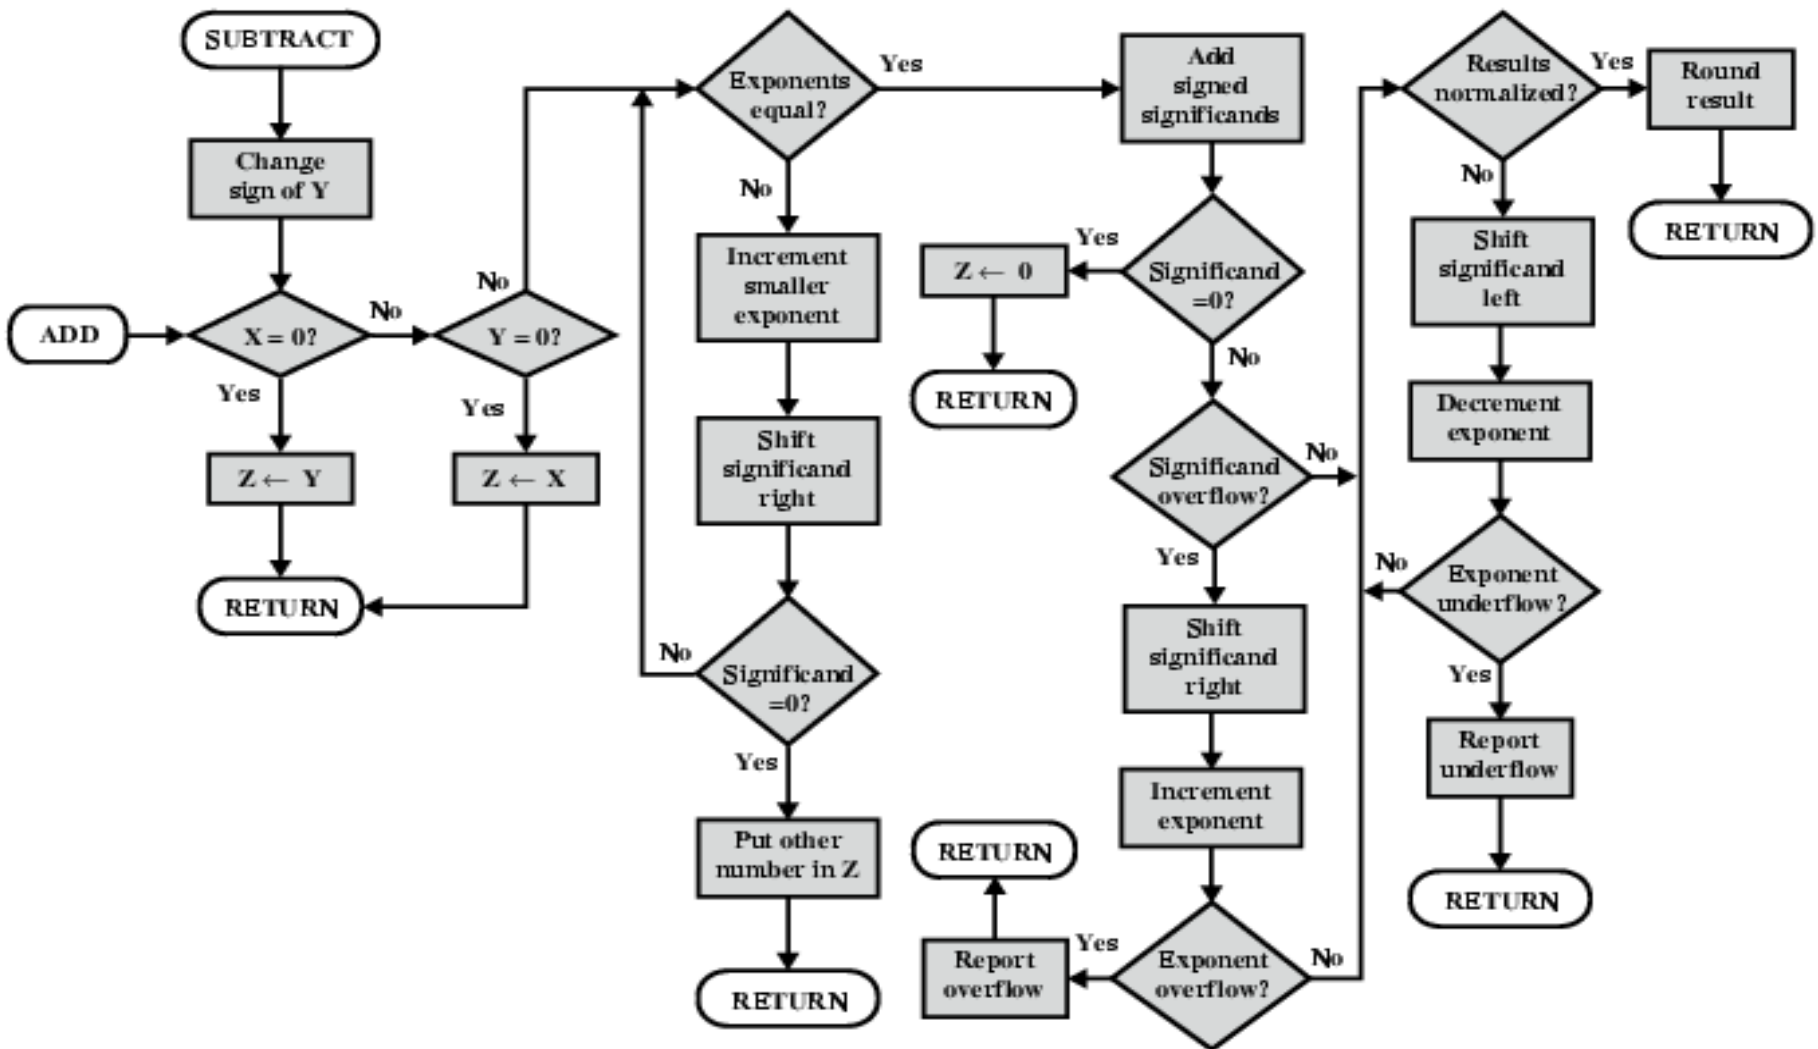 SUBTRACT
Change
sign of Y
ADD
X = 0?
No
Yes
Z ← Y
RETURN
No
Y = 0?
Yes
Z ← X
Exponents
equal?
Yes
No
Increment
smaller
exponent
Shift
significand
right
No
Significand
=0?
Yes
Put other
number in Z
RETURN
Add
signed
significands
Yes
Significand
=0?
Z ← 0
RETURN
No
Significand
overflow?
No
Yes
Shift
significand
right
Increment
exponent
RETURN
Report
overflow
Yes
Exponent
overflow?
No
Results
normalized?
Yes
Round
result
RETURN
No
Shift
significand
left
Decrement
exponent
No
Exponent
underflow?
Yes
Report
underflow
RETURN